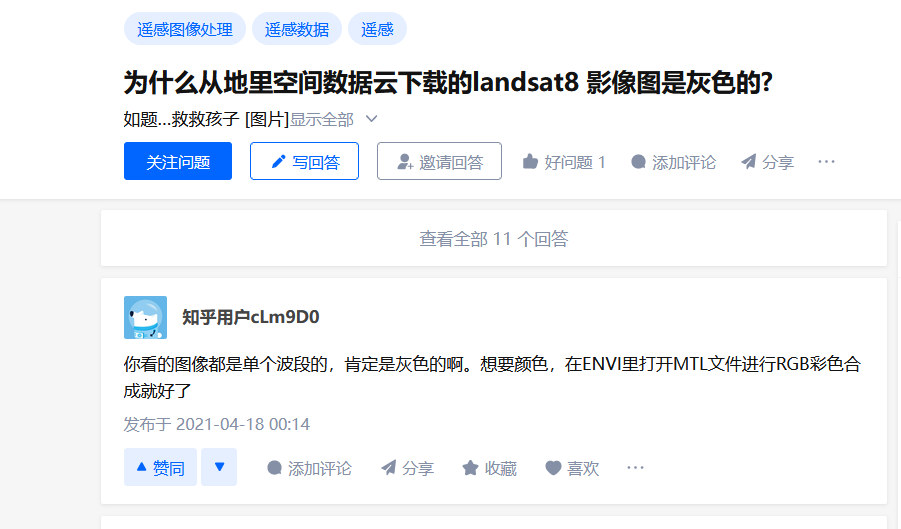 遥感图像处理 遥感数据 遥感
为什么从地里空间数据云下载的landsat8 影像图是灰色的?
如题...救救孩子 [图片]显示全部
关注问题 写回答 邀请回答 好问题 1 添加评论 分享 ···
查看全部 11 个回答
知乎用户cLm9D0
你看的图像都是单个波段的，肯定是灰色的啊。想要颜色，在ENVI里打开MTL文件进行RGB彩色合
成就好了
发布于 2021-04-18 00:14
赞同 添加评论 分享 收藏 喜欢 ···